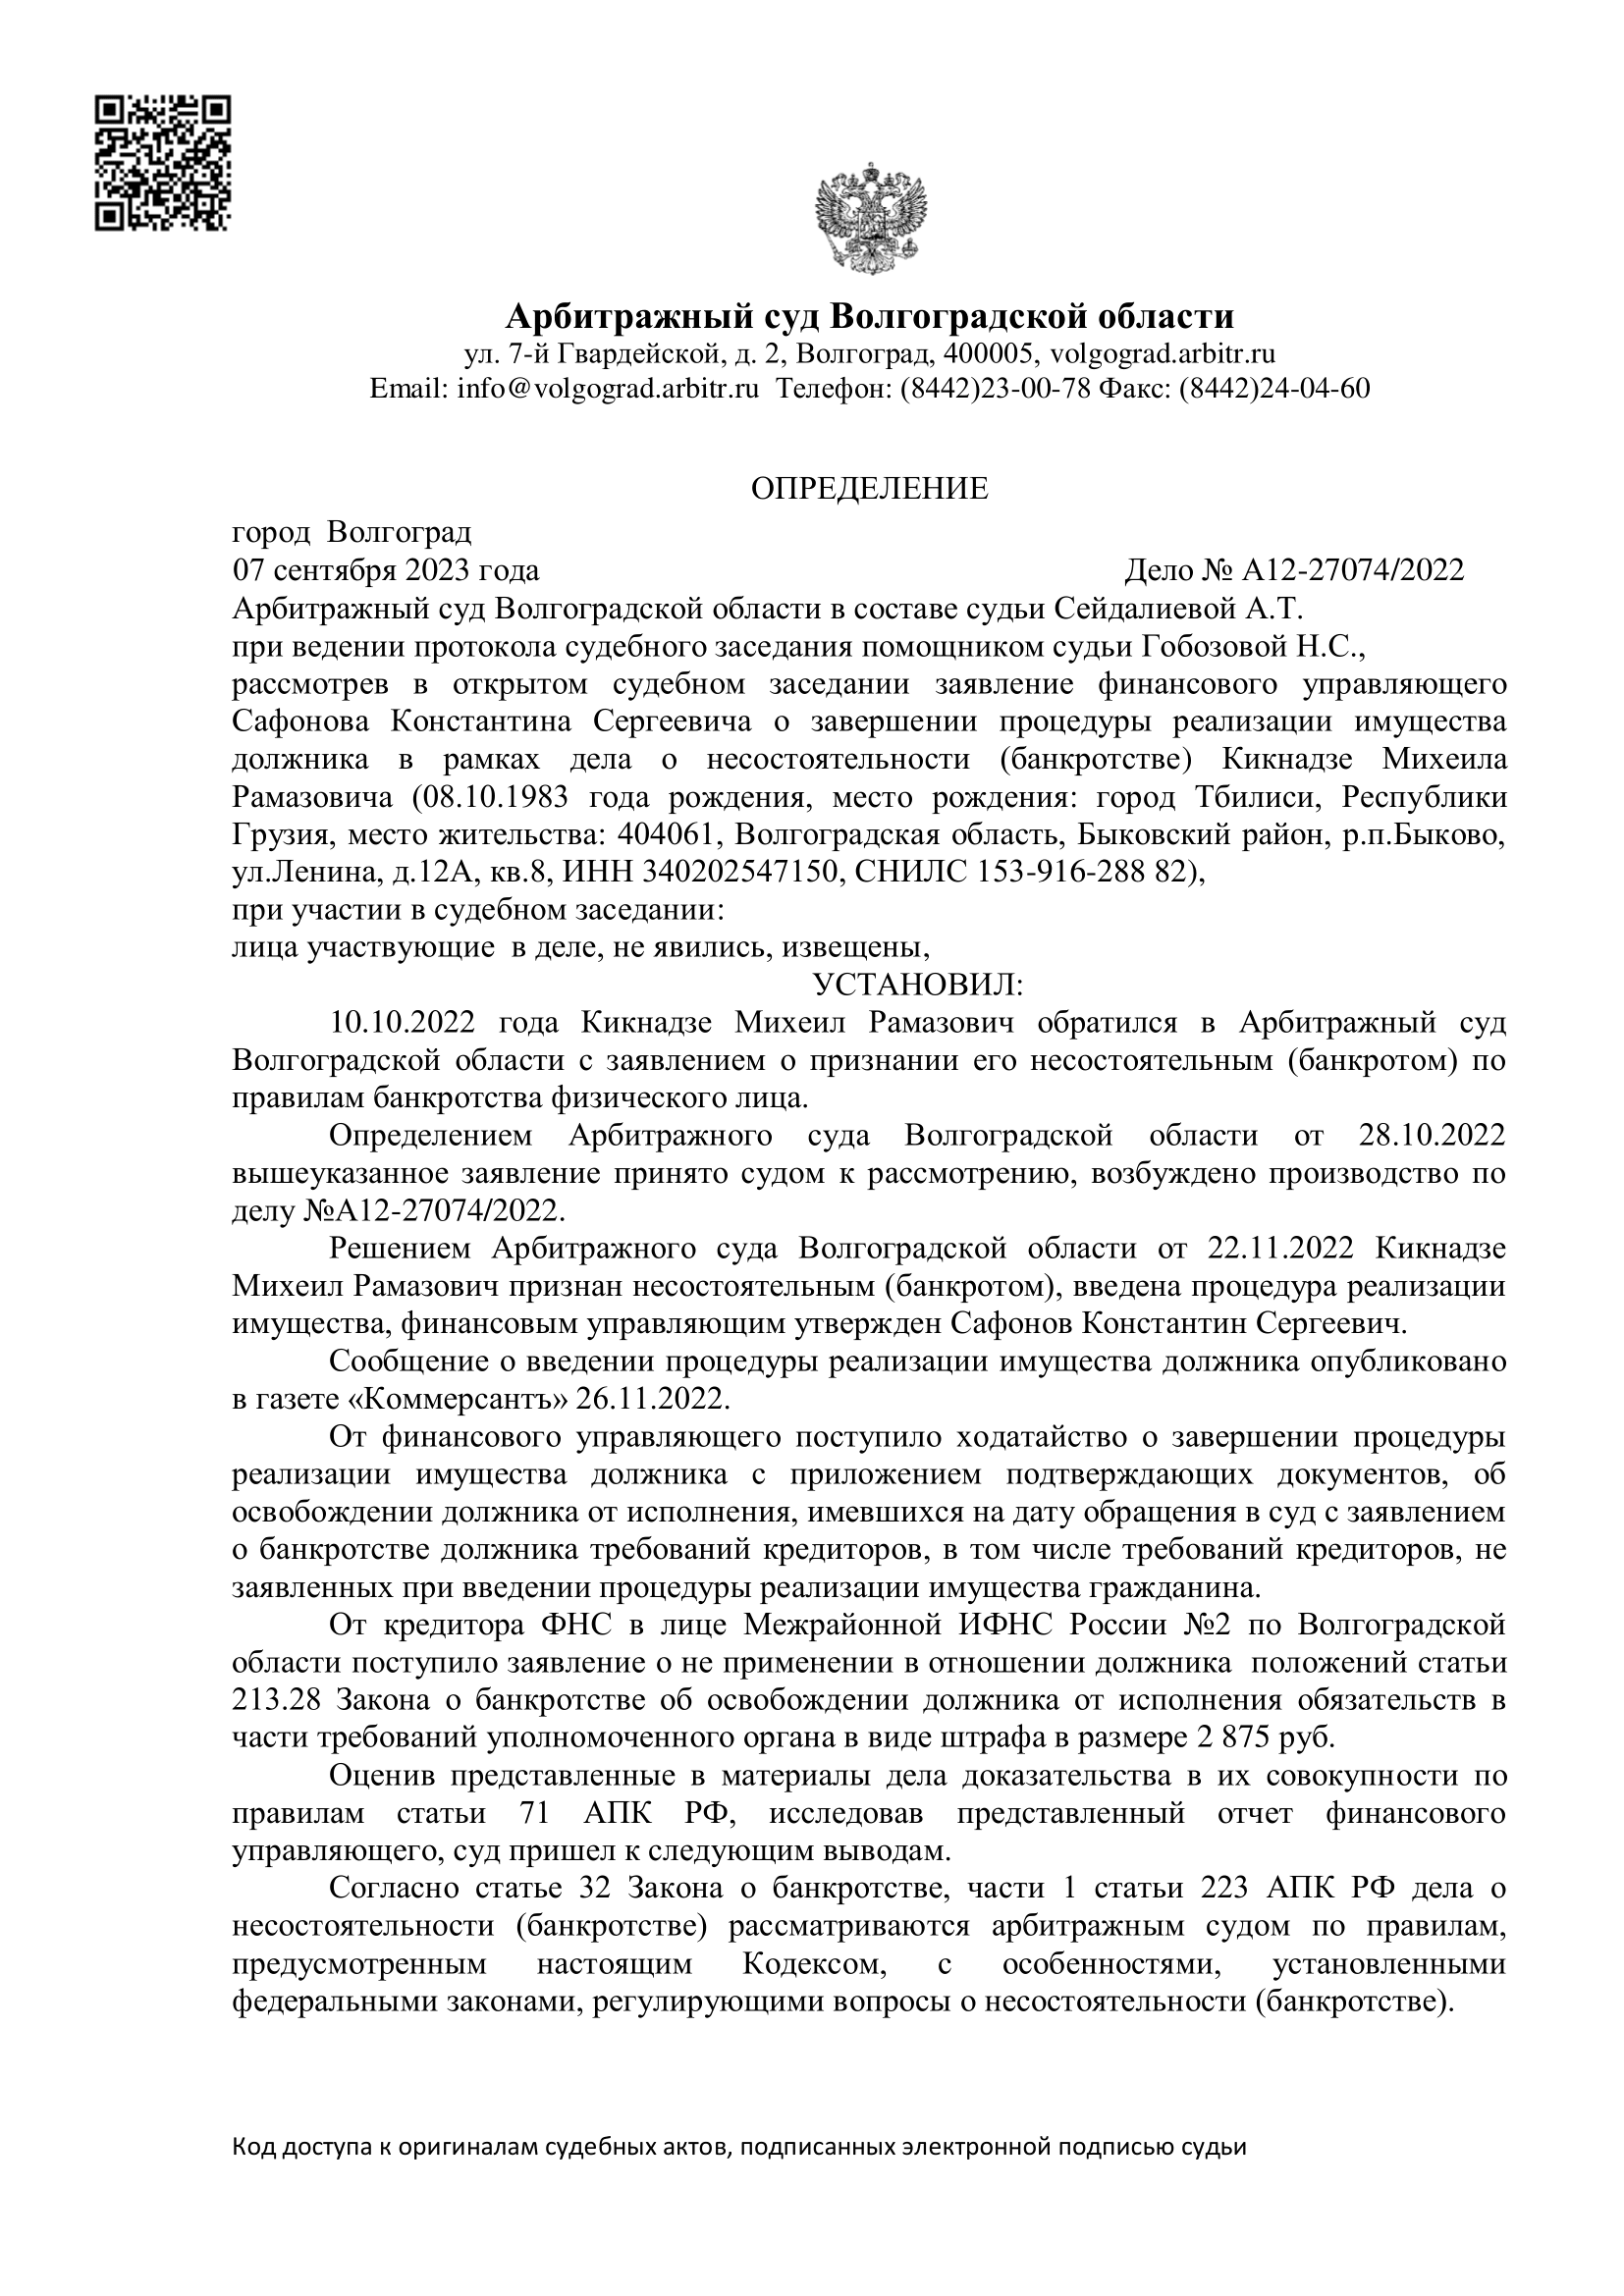 Арбитражный суд Волгоградской области
ул. 7-й Гвардейской, д. 2, Волгоград, 400005, volgograd.arbitr.ru
Email: info@volgograd.arbitr.ru Телефон: (8442)23-00-78 Факс: (8442)24-04-60
ОПРЕДЕЛЕНИЕ
город Волгоград
07 сентября 2023 года Дело № А12-27074/2022
Арбитражный суд Волгоградской области в составе судьи Сейдалиевой А.Т.
при ведении протокола судебного заседания помощником судьи Гобозовой Н.С.,
рассмотрев в открытом судебном заседании заявление финансового управляющего
Сафонова Константина Сергеевича о завершении процедуры реализации имущества
должника в рамках дела о несостоятельности (банкротстве) Кикнадзе Михеила
Рамазовича (08.10.1983 года рождения, место рождения: город Тбилиси, Республики
Грузия, место жительства: 404061, Волгоградская область, Быковский район, р.п.Быково,
ул.Ленина, д.12А, кв.8, ИНН 340202547150, СНИЛС 153-916-288 82),
при участии в судебном заседании:
лица участвующие в деле, не явились, извещены,
УСТАНОВИЛ:
10.10.2022 года Кикнадзе Михеил Рамазович обратился в Арбитражный суд
Волгоградской области с заявлением о признании его несостоятельным (банкротом) по
правилам банкротства физического лица.
Определением Арбитражного суда Волгоградской области от 28.10.2022
вышеуказанное заявление принято судом к рассмотрению, возбуждено производство по
делу №А12-27074/2022.
Решением Арбитражного суда Волгоградской области от 22.11.2022 Кикнадзе
Михеил Рамазович признан несостоятельным (банкротом), введена процедура реализации
имущества, финансовым управляющим утвержден Сафонов Константин Сергеевич.
Сообщение о введении процедуры реализации имущества должника опубликовано
в газете «Коммерсантъ» 26.11.2022.
От финансового управляющего поступило ходатайство о завершении процедуры
реализации имущества должника с приложением подтверждающих документов, об
освобождении должника от исполнения, имевшихся на дату обращения в суд с заявлением
о банкротстве должника требований кредиторов, в том числе требований кредиторов, не
заявленных при введении процедуры реализации имущества гражданина.
От кредитора ФНС в лице Межрайонной ИФНС России №2 по Волгоградской
области поступило заявление о не применении в отношении должника положений статьи
213.28 Закона о банкротстве об освобождении должника от исполнения обязательств в
части требований уполномоченного органа в виде штрафа в размере 2 875 руб.
Оценив представленные в материалы дела доказательства в их совокупности по
правилам статьи 71 АПК РФ, исследовав представленный отчет финансового
управляющего, суд пришел к следующим выводам.
Согласно статье 32 Закона о банкротстве, части 1 статьи 223 АПК РФ дела о
несостоятельности (банкротстве) рассматриваются арбитражным судом по правилам,
предусмотренным настоящим Кодексом, с особенностями, установленными
федеральными законами, регулирующими вопросы о несостоятельности (банкротстве).
Код доступа к оригиналам судебных актов, подписанных электронной подписью судьи